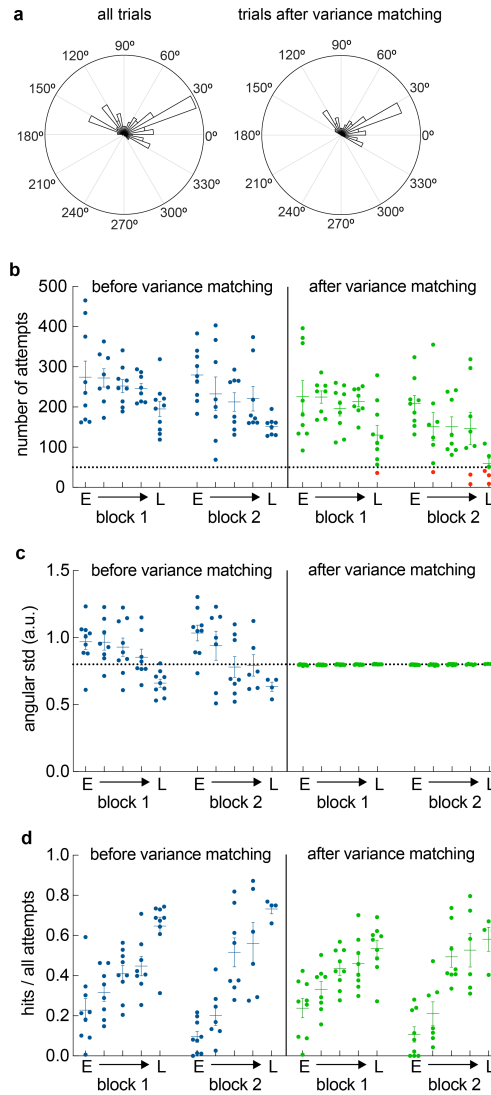 a
all trials
trials after variance matching
90º
120º
60º
150º
30º
180º
0º
210º
330º
240º
300º
270º
90º
120º
60º
150º
30º
180º
0º
210º
330º
240º
300º
270º
b
before variance matching
after variance matching
number of attempts
500
400
300
200
100
0
E
L
E
L
E
L
E
L
block 1
block 2
block 1
block 2
c
before variance matching
after variance matching
angular std (a.u.)
1.5
1.0
0.5
0.0
E
L
E
L
E
L
E
L
block 1
block 2
block 1
block 2
d
before variance matching
after variance matching
hits / all attempts
1.0
0.8
0.6
0.4
0.2
0.0
E
L
E
L
E
L
E
L
block 1
block 2
block 1
block 2